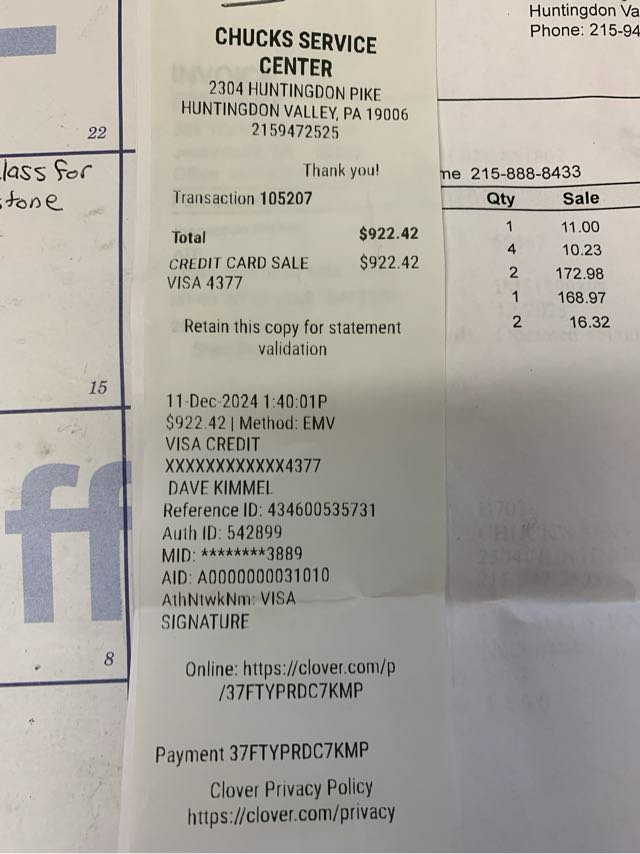 CHUCKS SERVICE
CENTER
2304 HUNTINGDON PIKE
HUNTINGDON VALLEY, PA 19006
2159472525
Thank you!
Transaction 105207
Total $922.42
CREDIT CARD SALE $922.42
VISA 4377
Retain this copy for statement
validation
11-Dec-2024 1:40:01P
$922.42 | Method: EMV
VISA CREDIT
XXXXXXXXXXXX4377
DAVE KIMMEL
Reference ID: 434600535731
Auth ID: 542899
MID: ********3889
AID: A0000000031010
AthNtwkNm: VISA
SIGNATURE
Online: https://clover.com/p
/37FTYPRDC7KMP
Payment 37FTYPRDC7KMP
Clover Privacy Policy
https://clover.com/privacy
Huntingdon Va
Phone: 215-94
me 215-888-8433
Qty Sale
1 11.00
4 10.23
2 172.98
1 168.97
2 16.32
22
lass for
stone
15
ff
8